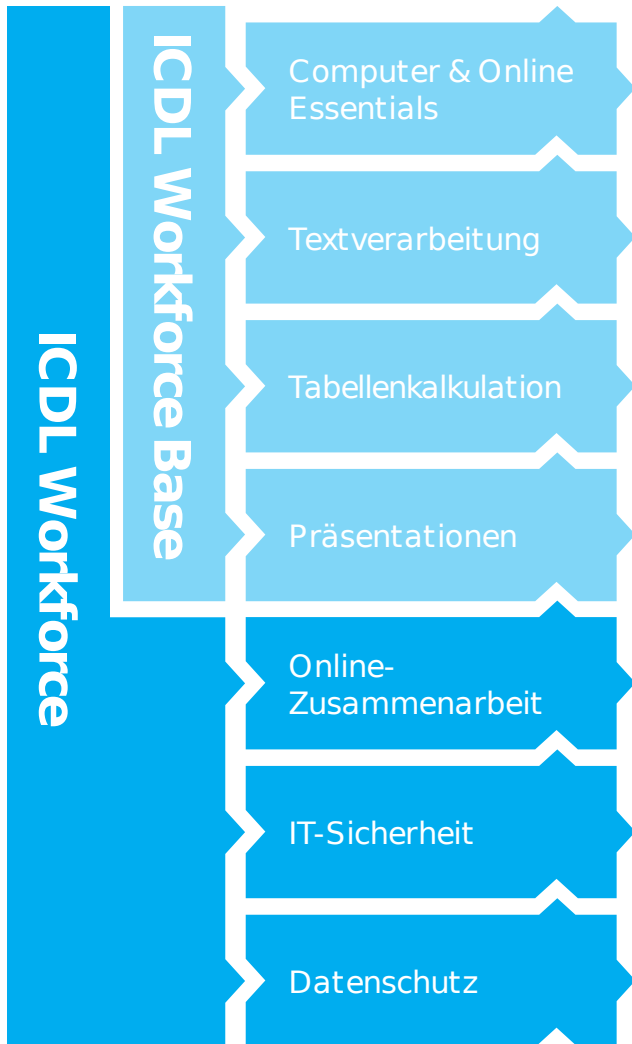 ICDL Workforce
ICDL Workforce Base
Computer & Online
Essentials
Textverarbeitung
Tabellenkalkulation
Präsentationen
Online-
Zusammenarbeit
IT-Sicherheit
Datenschutz